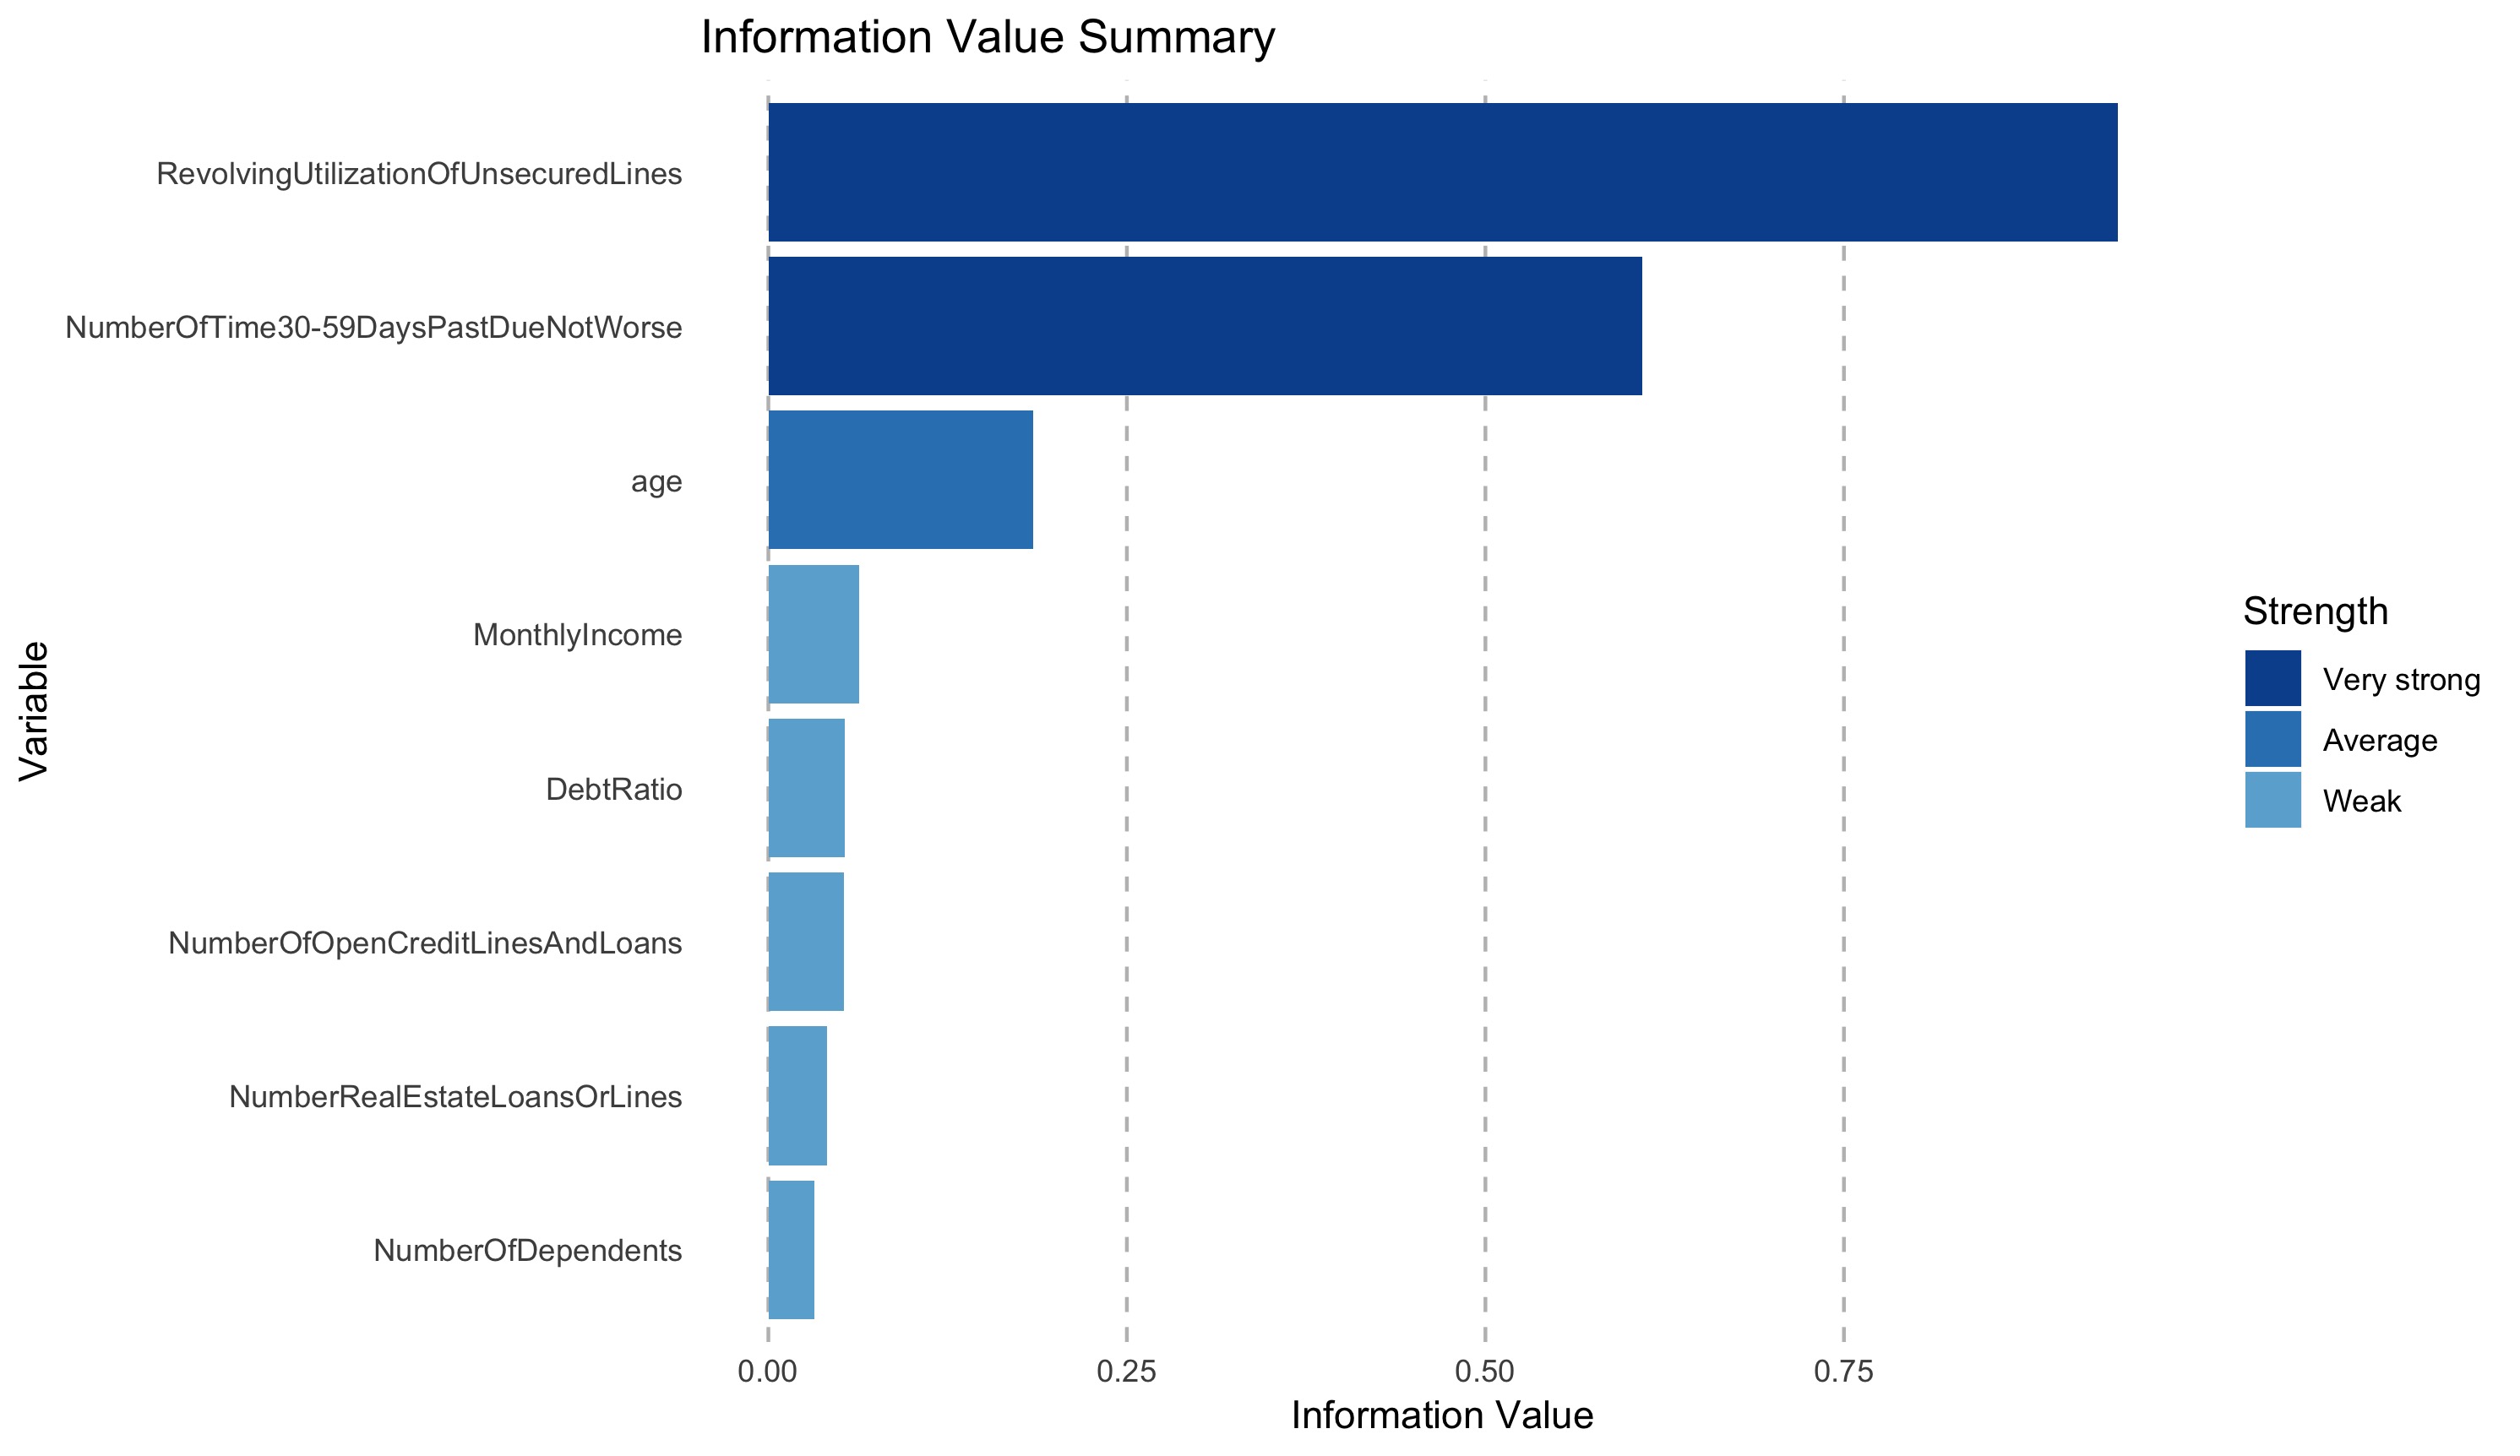 Information Value Summary
RevolvingUtilizationOfUnsecuredLines
NumberOfTime30-59DaysPastDueNotWorse
age
MonthlyIncome
DebtRatio
NumberOfOpenCreditLinesAndLoans
NumberRealEstateLoansOrLines
NumberOfDependents
Variable
0.00 0.25 0.50 0.75
Information Value
Strength
Very strong
Average
Weak